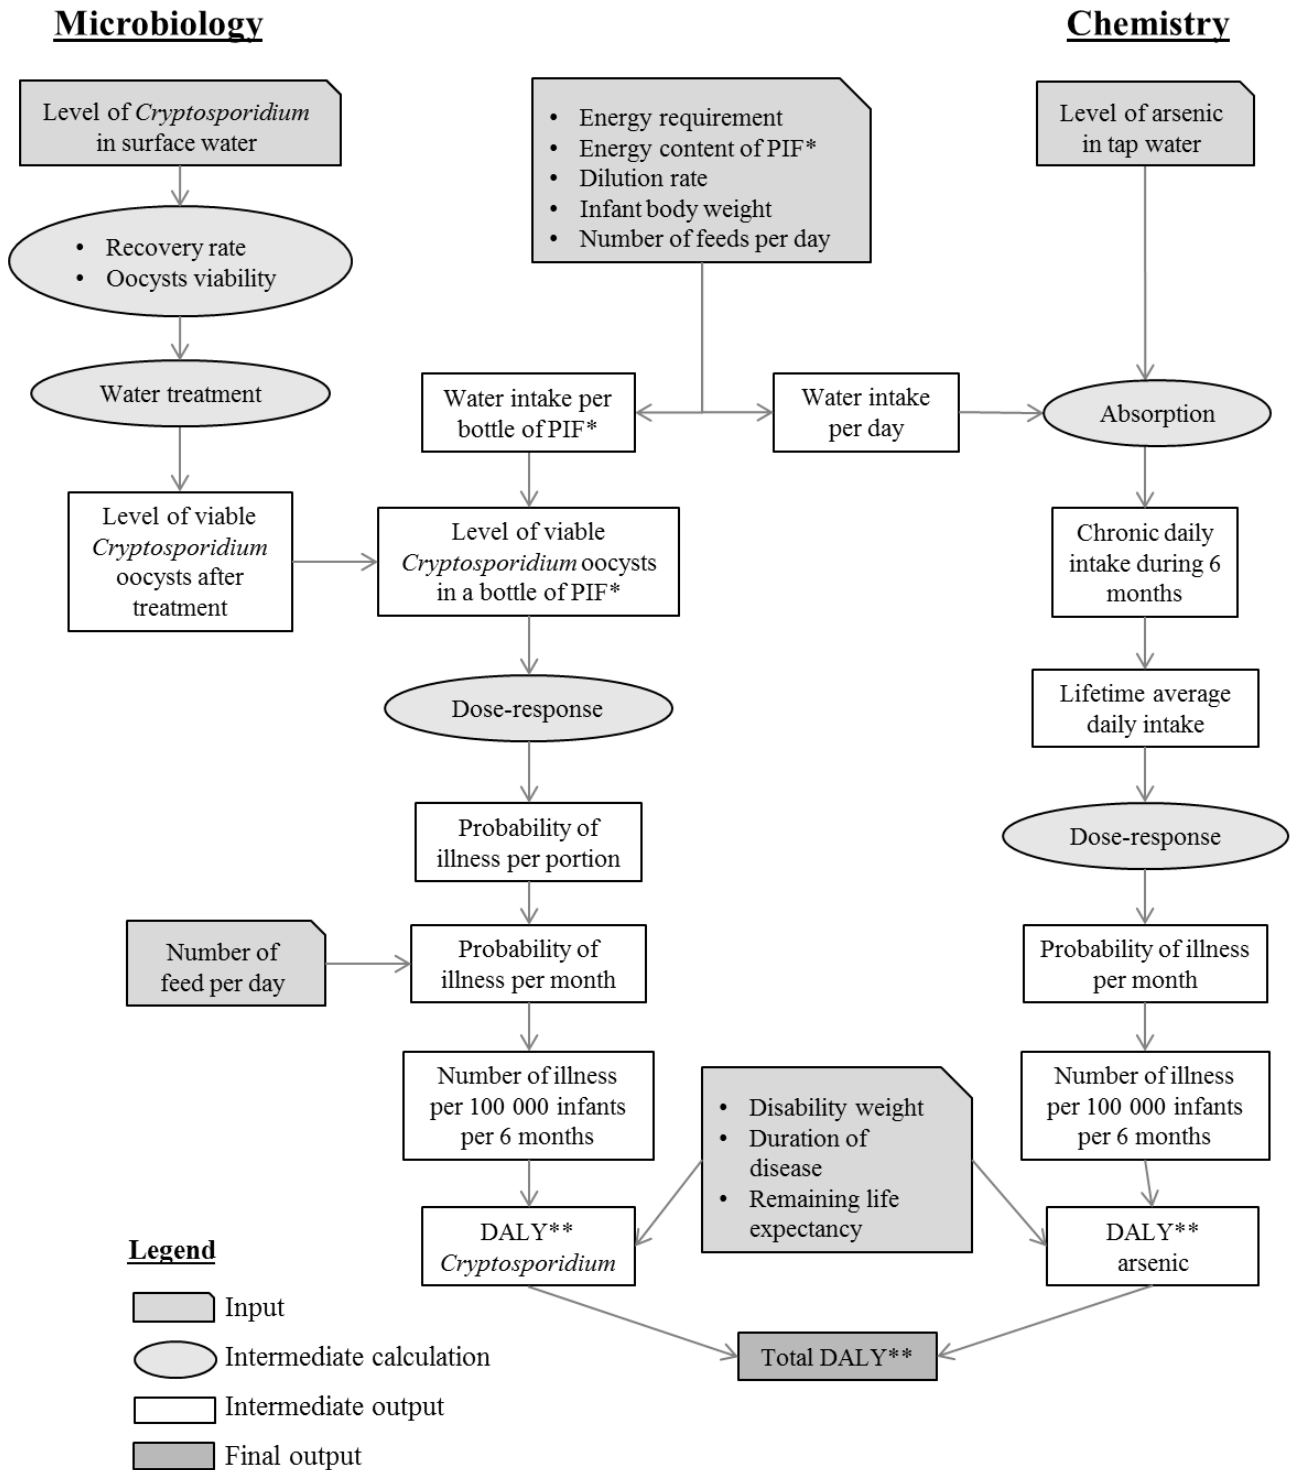 Microbiology
Chemistry
Level of Cryptosporidium
in surface water
• Energy requirement
• Energy content of PIF*
• Dilution rate
• Infant body weight
• Number of feeds per day
Level of arsenic
in tap water
• Recovery rate
• Oocysts viability
Water treatment
Water intake per
bottle of PIF*
Water intake
per day
Absorption
Level of viable
Cryptosporidium
oocysts after
treatment
Level of viable
Cryptosporidium oocysts
in a bottle of PIF*
Chronic daily
intake during 6
months
Dose-response
Lifetime average
daily intake
Probability of
illness per portion
Dose-response
Number of
feed per day
Probability of
illness per month
Probability of illness
per month
Number of illness
per 100 000 infants
per 6 months
• Disability weight
• Duration of
disease
• Remaining life
expectancy
Number of illness
per 100 000 infants
per 6 months
DALY**
Cryptosporidium
DALY**
arsenic
Total DALY**
Legend
Input
Intermediate calculation
Intermediate output
Final output